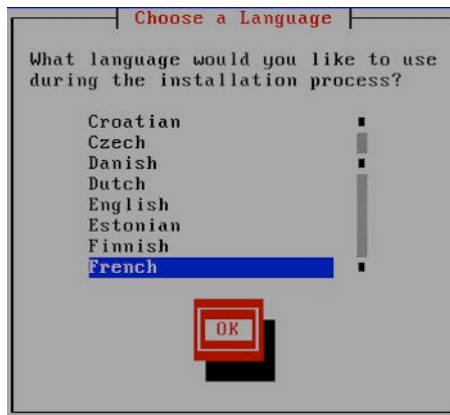 Choose a Language
What language would you like to use
during the installation process?
Croatian
Czech
Danish
Dutch
English
Estonian
Finnish
French
OK